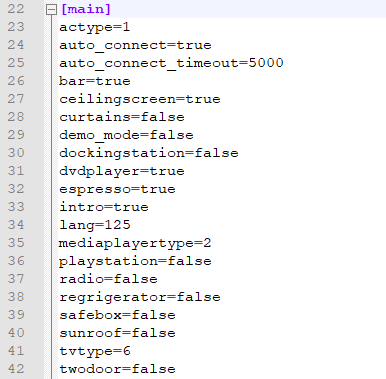 22 [main]
23 actype=1
24 auto_connect=true
25 auto_connect_timeout=5000
26 bar=true
27 ceilingscreen=true
28 curtains=false
29 demo_mode=false
30 dockingstation=false
31 dvdplayer=true
32 espresso=true
33 intro=true
34 lang=125
35 mediaplayertype=2
36 playstation=false
37 radio=false
38 regrigerator=false
39 safebox=false
40 sunroof=false
41 tvtype=6
42 twodoor=false